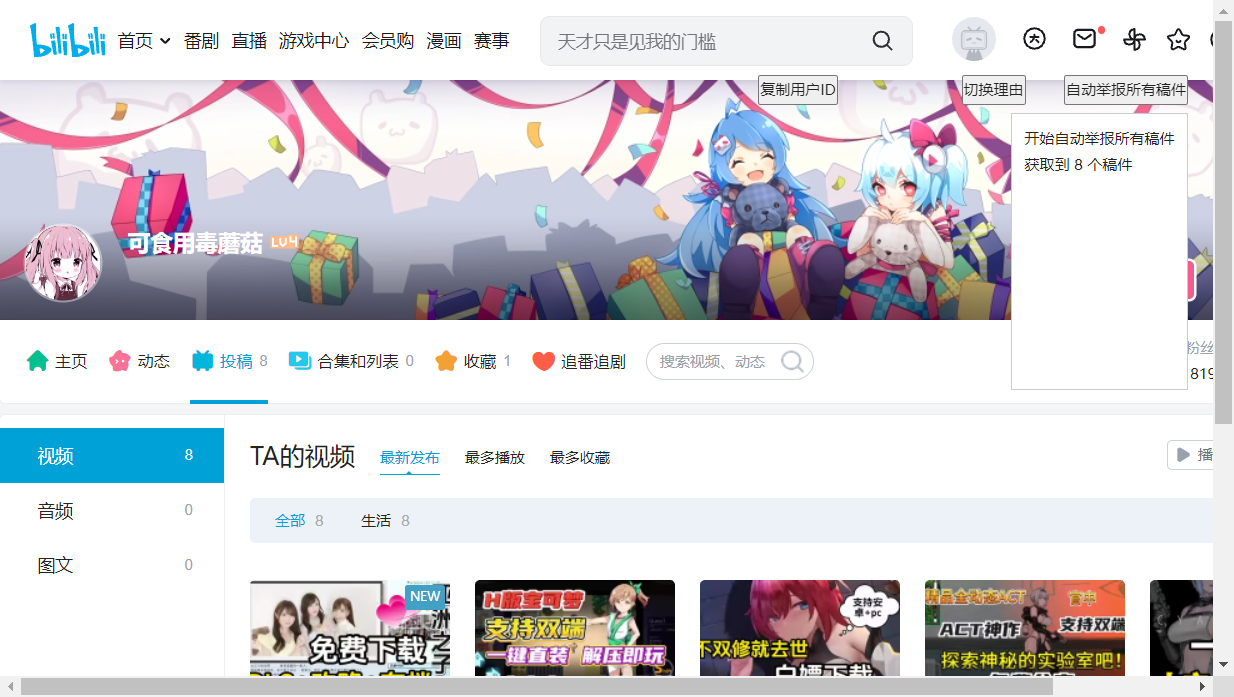 bilibili 首页 番剧 直播 游戏中心 会员购 漫画 赛事 天才只是见我的门槛
复制用户ID 切换理由 自动举报所有稿件
开始自动举报所有稿件
获取到 8 个稿件
可食用毒蘑菇 LV4
主页 动态 投稿 8 合集和列表 0 收藏 1 追番追剧 搜索视频、动态
粉丝
819
视频 8
音频 0
图文 0
TA的视频 最新发布 最多播放 最多收藏 播
全部 8 生活 8
NEW
免费下载
H版宝可梦
支持双端
一键直装 解压即玩
支持安卓+pc
不双修就去世
白嫖下载
精品全动态ACT 官中
ACT神作 支持双端
探索神秘的实验室吧!